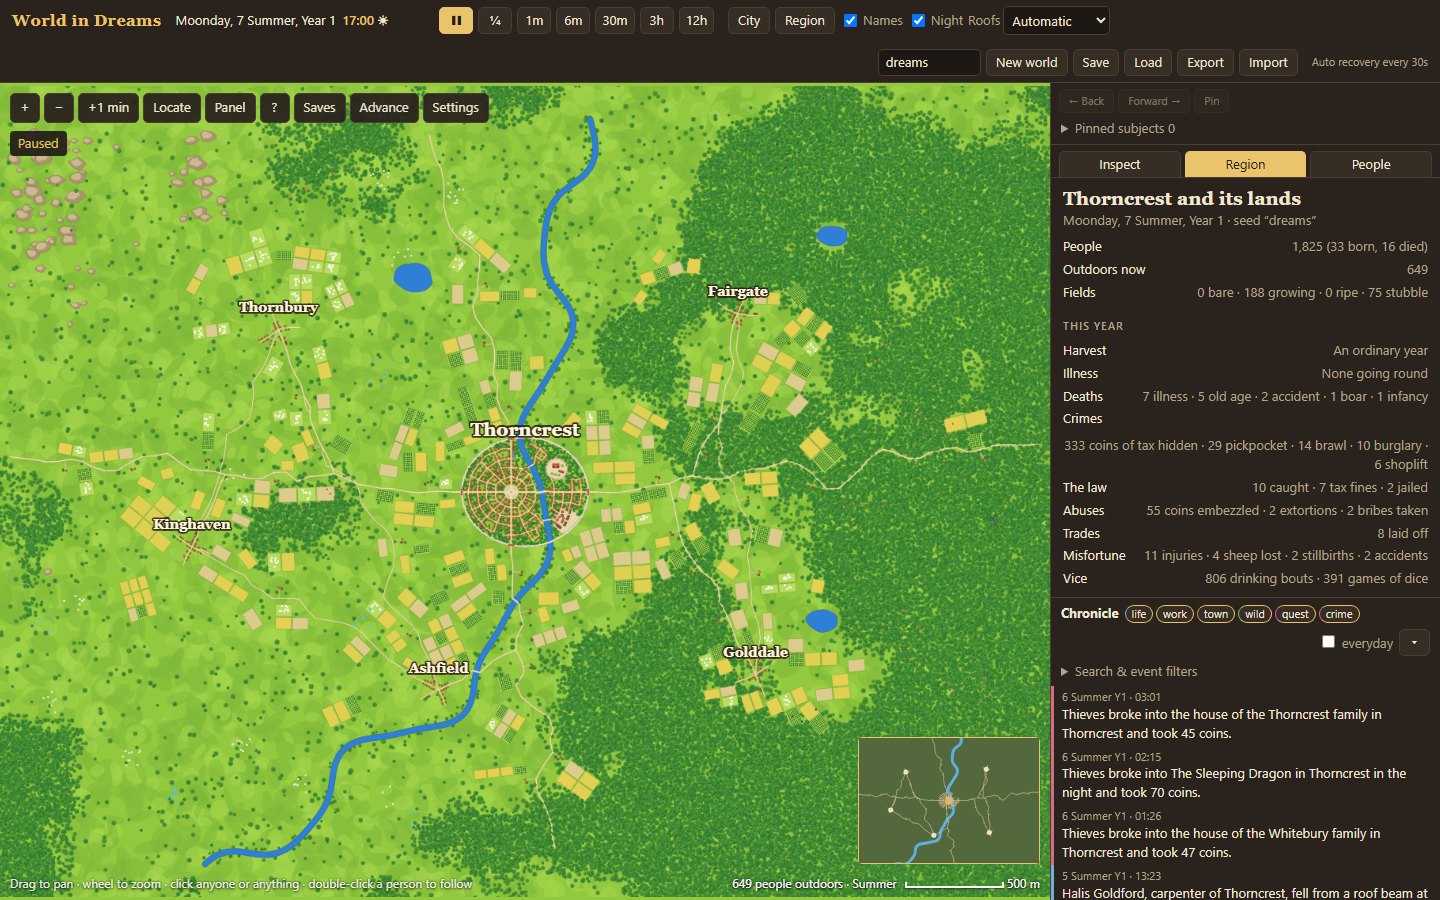 World in Dreams Moonday, 7 Summer, Year 1 17:00 ☀ ¼ 1m 6m 30m 3h 12h City Region Names Night Roofs Automatic
dreams New world Save Load Export Import Auto recovery every 30s
+ − +1 min Locate Panel ? Saves Advance Settings
Paused
Thornbury
Fairgate
Thorncrest
Kinghaven
Golddale
Ashfield
Drag to pan · wheel to zoom · click anyone or anything · double-click a person to follow
649 people outdoors · Summer 500 m
← Back Forward → Pin
▶ Pinned subjects 0
Inspect Region People
Thorncrest and its lands
Moonday, 7 Summer, Year 1 · seed “dreams”
People 1,825 (33 born, 16 died)
Outdoors now 649
Fields 0 bare · 188 growing · 0 ripe · 75 stubble
THIS YEAR
Harvest An ordinary year
Illness None going round
Deaths 7 illness · 5 old age · 2 accident · 1 boar · 1 infancy
Crimes
333 coins of tax hidden · 29 pickpocket · 14 brawl · 10 burglary ·
6 shoplift
The law 10 caught · 7 tax fines · 2 jailed
Abuses 55 coins embezzled · 2 extortions · 2 bribes taken
Trades 8 laid off
Misfortune 11 injuries · 4 sheep lost · 2 stillbirths · 2 accidents
Vice 806 drinking bouts · 391 games of dice
Chronicle life work town wild quest crime
everyday
▶ Search & event filters
6 Summer Y1 · 03:01
Thieves broke into the house of the Thorncrest family in
Thorncrest and took 45 coins.
6 Summer Y1 · 02:15
Thieves broke into The Sleeping Dragon in Thorncrest in the
night and took 70 coins.
6 Summer Y1 · 01:26
Thieves broke into the house of the Whitebury family in
Thorncrest and took 47 coins.
5 Summer Y1 · 13:23
Halis Goldford, carpenter of Thorncrest, fell from a roof beam at